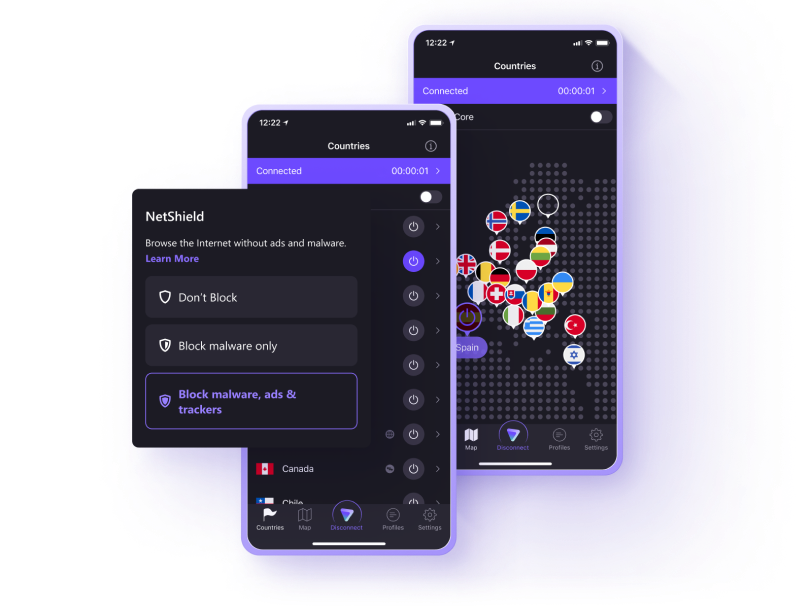 12:22
Countries
Connected
00:00:01
Core
Spain
Map
Disconnect
Profiles
Settings
12:22
Countries
Connected
00:00:01
NetShield
Browse the Internet without ads and malware.
Learn More
Don't Block
Block malware only
Block malware, ads &
trackers
Canada
Chile
Countries
Map
Disconnect
Profiles
Settings